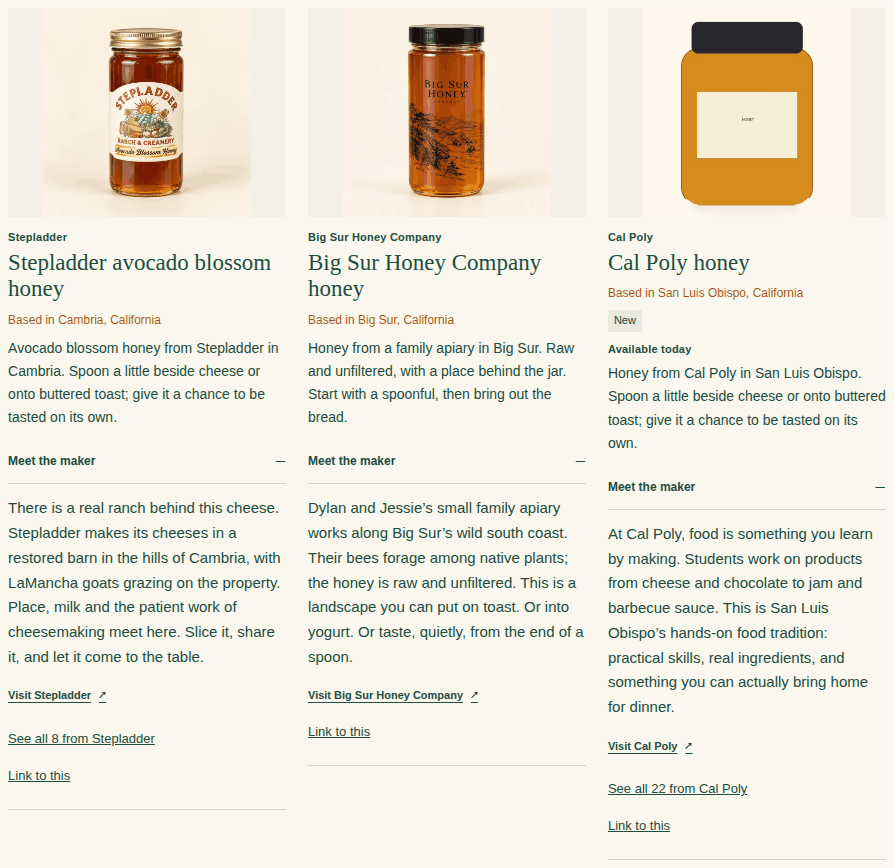 STEPLADDER
RANCH & CREAMERY
Avocado Blossom Honey
Stepladder
Stepladder avocado blossom
honey
Based in Cambria, California
Avocado blossom honey from Stepladder in
Cambria. Spoon a little beside cheese or
onto buttered toast; give it a chance to be
tasted on its own.
Meet the maker —
There is a real ranch behind this cheese.
Stepladder makes its cheeses in a
restored barn in the hills of Cambria, with
LaMancha goats grazing on the property.
Place, milk and the patient work of
cheesemaking meet here. Slice it, share
it, and let it come to the table.
Visit Stepladder ↗
See all 8 from Stepladder
Link to this
BIG SUR
HONEY
COMPANY
Big Sur Honey Company
Big Sur Honey Company
honey
Based in Big Sur, California
Honey from a family apiary in Big Sur. Raw
and unfiltered, with a place behind the jar.
Start with a spoonful, then bring out the
bread.
Meet the maker —
Dylan and Jessie’s small family apiary
works along Big Sur’s wild south coast.
Their bees forage among native plants;
the honey is raw and unfiltered. This is a
landscape you can put on toast. Or into
yogurt. Or taste, quietly, from the end of a
spoon.
Visit Big Sur Honey Company ↗
Link to this
HONEY
Cal Poly
Cal Poly honey
Based in San Luis Obispo, California
New
Available today
Honey from Cal Poly in San Luis Obispo.
Spoon a little beside cheese or onto buttered
toast; give it a chance to be tasted on its
own.
Meet the maker —
At Cal Poly, food is something you learn
by making. Students work on products
from cheese and chocolate to jam and
barbecue sauce. This is San Luis
Obispo’s hands-on food tradition:
practical skills, real ingredients, and
something you can actually bring home
for dinner.
Visit Cal Poly ↗
See all 22 from Cal Poly
Link to this